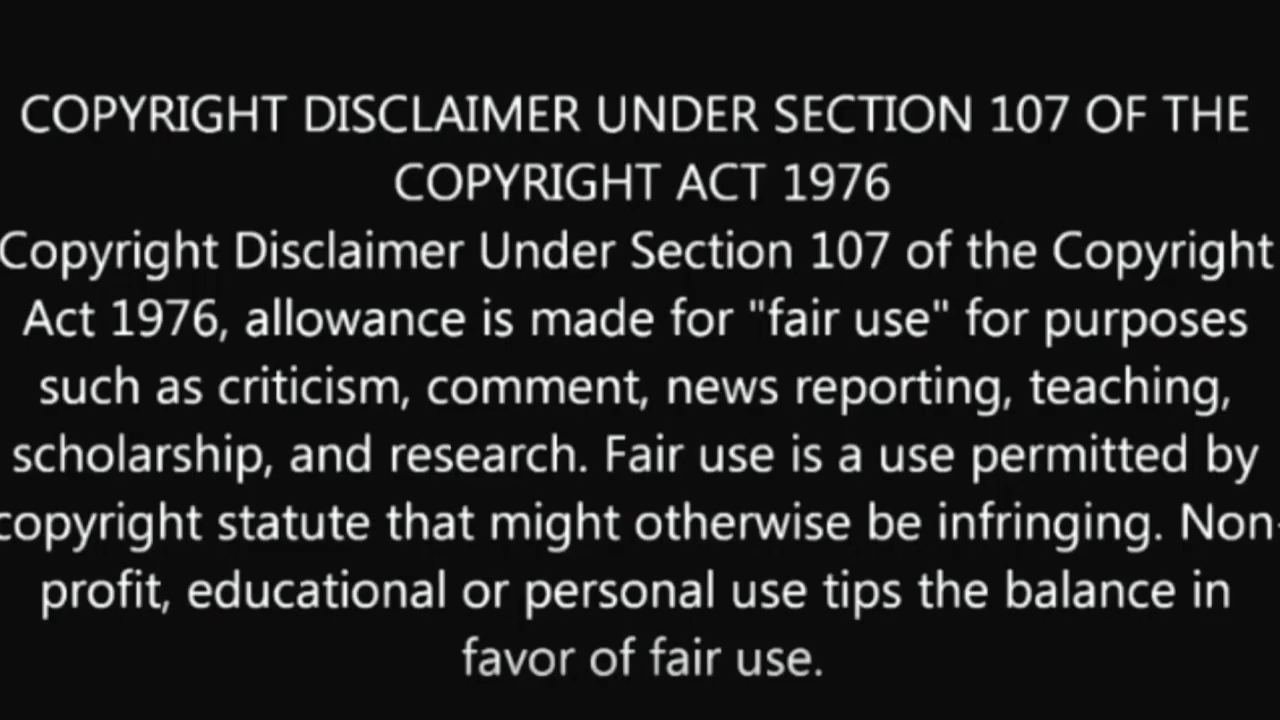 COPYRIGHT DISCLAIMER UNDER SECTION 107 OF THE
COPYRIGHT ACT 1976
Copyright Disclaimer Under Section 107 of the Copyright
Act 1976, allowance is made for "fair use" for purposes
such as criticism, comment, news reporting, teaching,
scholarship, and research. Fair use is a use permitted by
copyright statute that might otherwise be infringing. Non-
profit, educational or personal use tips the balance in
favor of fair use.